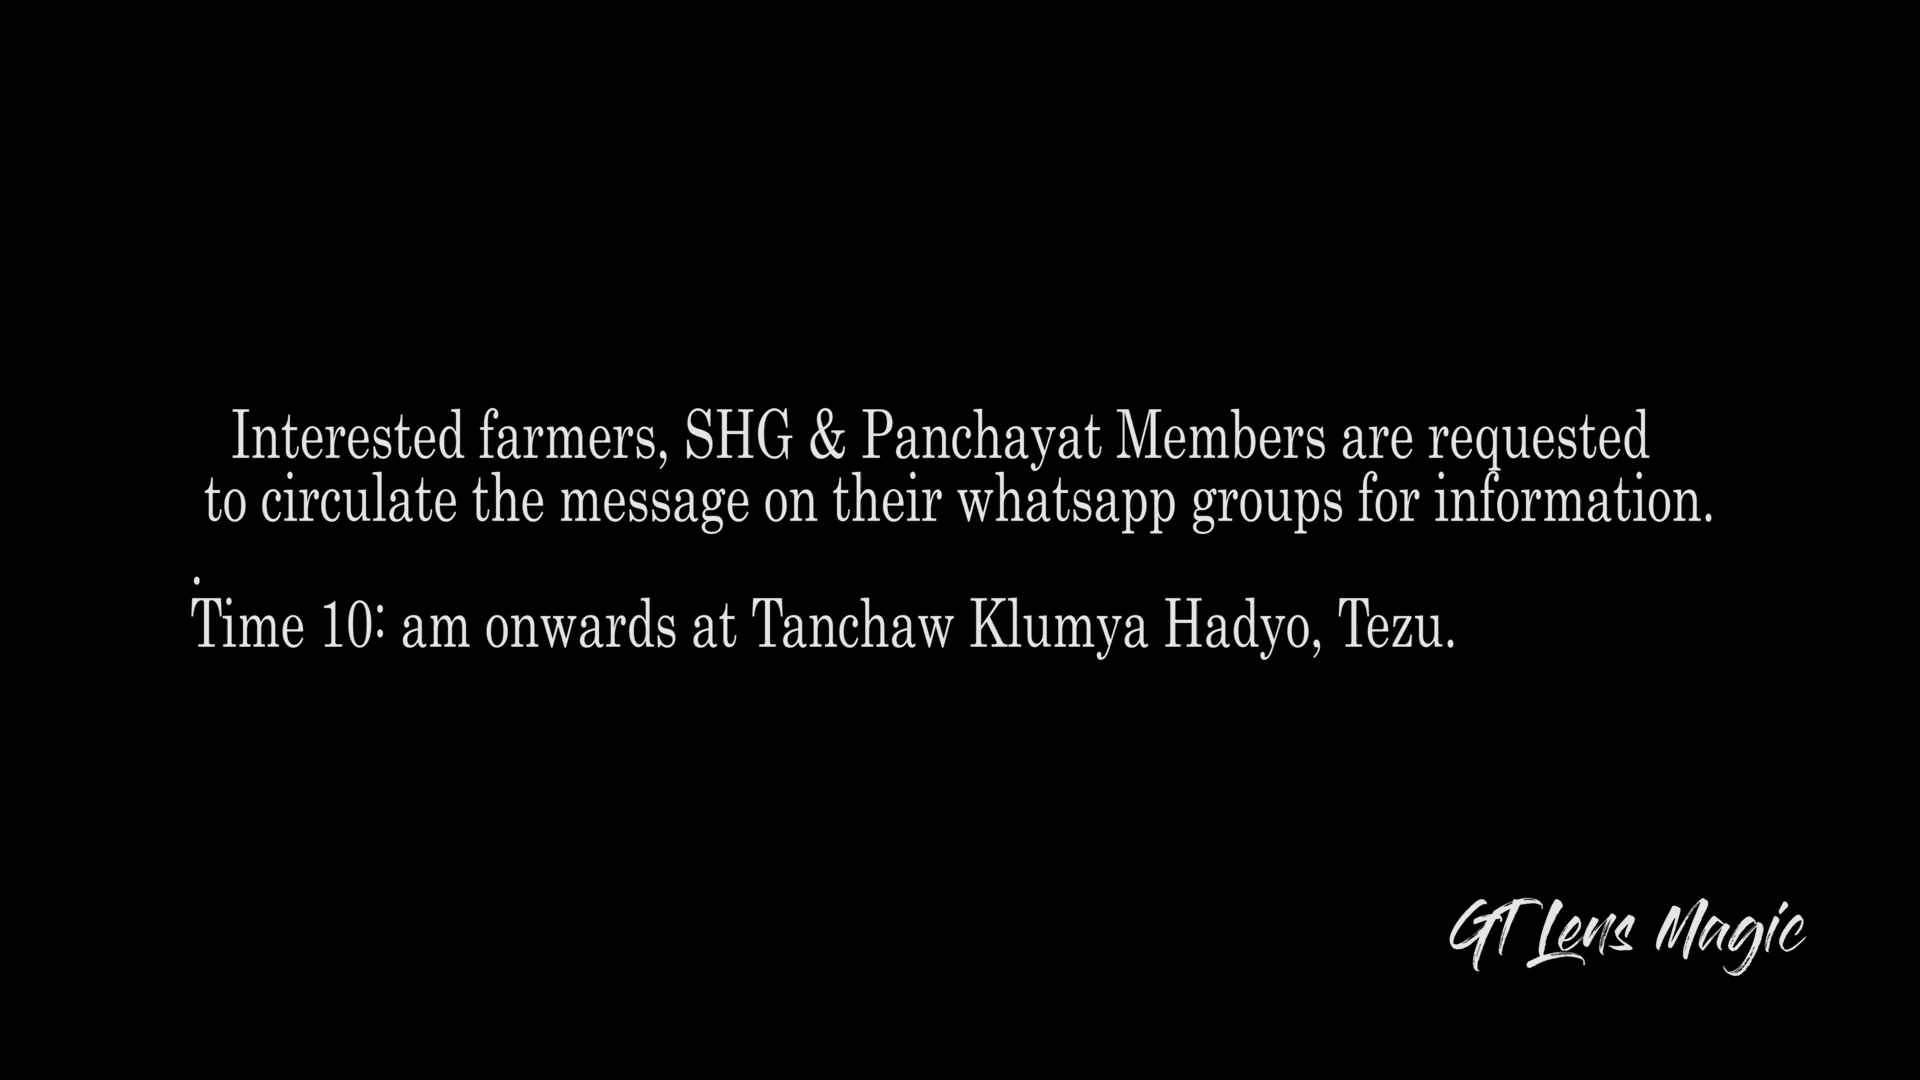 Interested farmers, SHG & Panchayat Members are requested
to circulate the message on their whatsapp groups for information.
.
Time 10: am onwards at Tanchaw Klumya Hadyo, Tezu.
GT Lens Magic